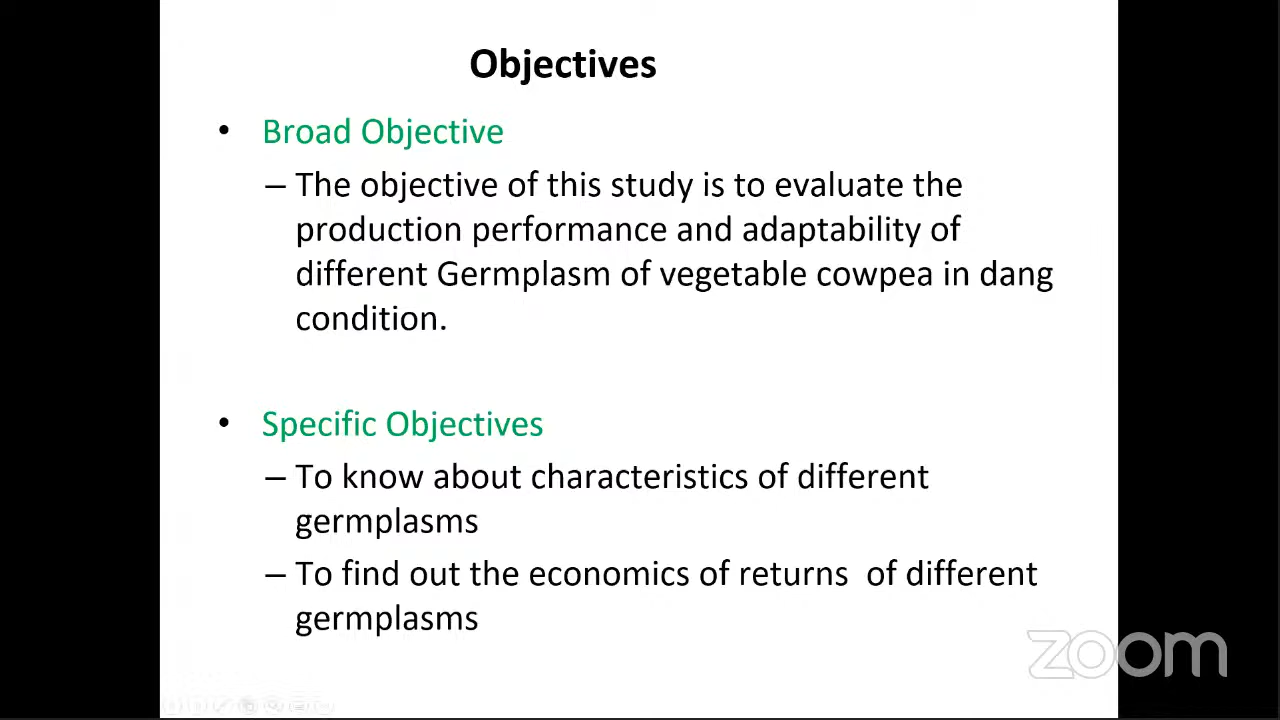 Objectives
• Broad Objective
– The objective of this study is to evaluate the
production performance and adaptability of
different Germplasm of vegetable cowpea in dang
condition.
• Specific Objectives
– To know about characteristics of different
germplasms
– To find out the economics of returns  of different
germplasms
zoom